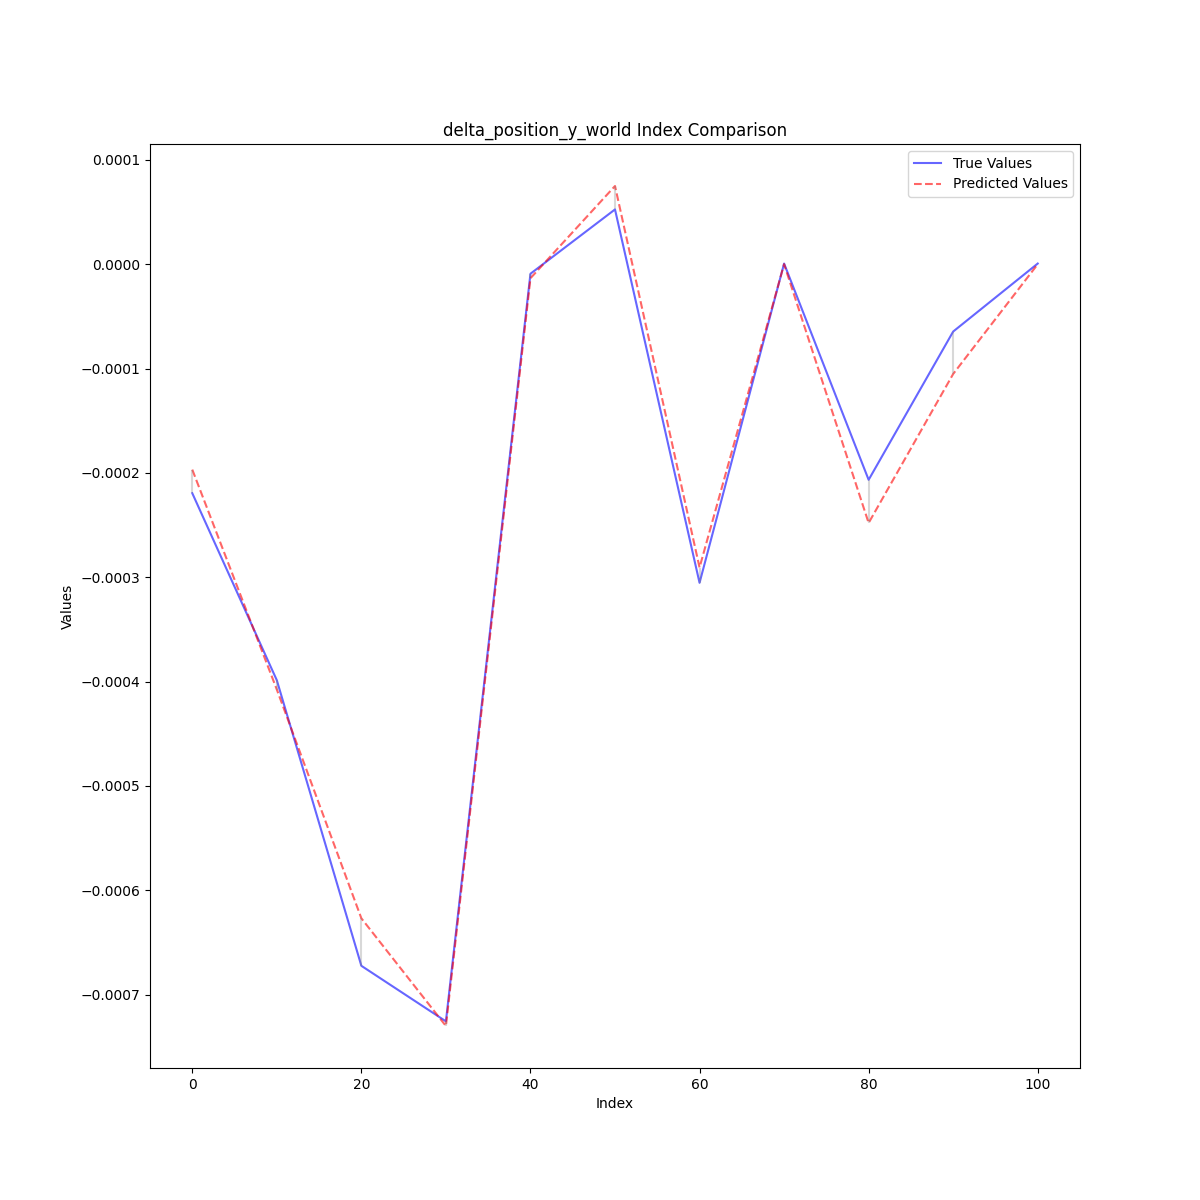 delta_position_y_world Index Comparison
True Values
Predicted Values
0.0001
0.0000
−0.0001
−0.0002
−0.0003
−0.0004
−0.0005
−0.0006
−0.0007
Values
0 20 40 60 80 100
Index